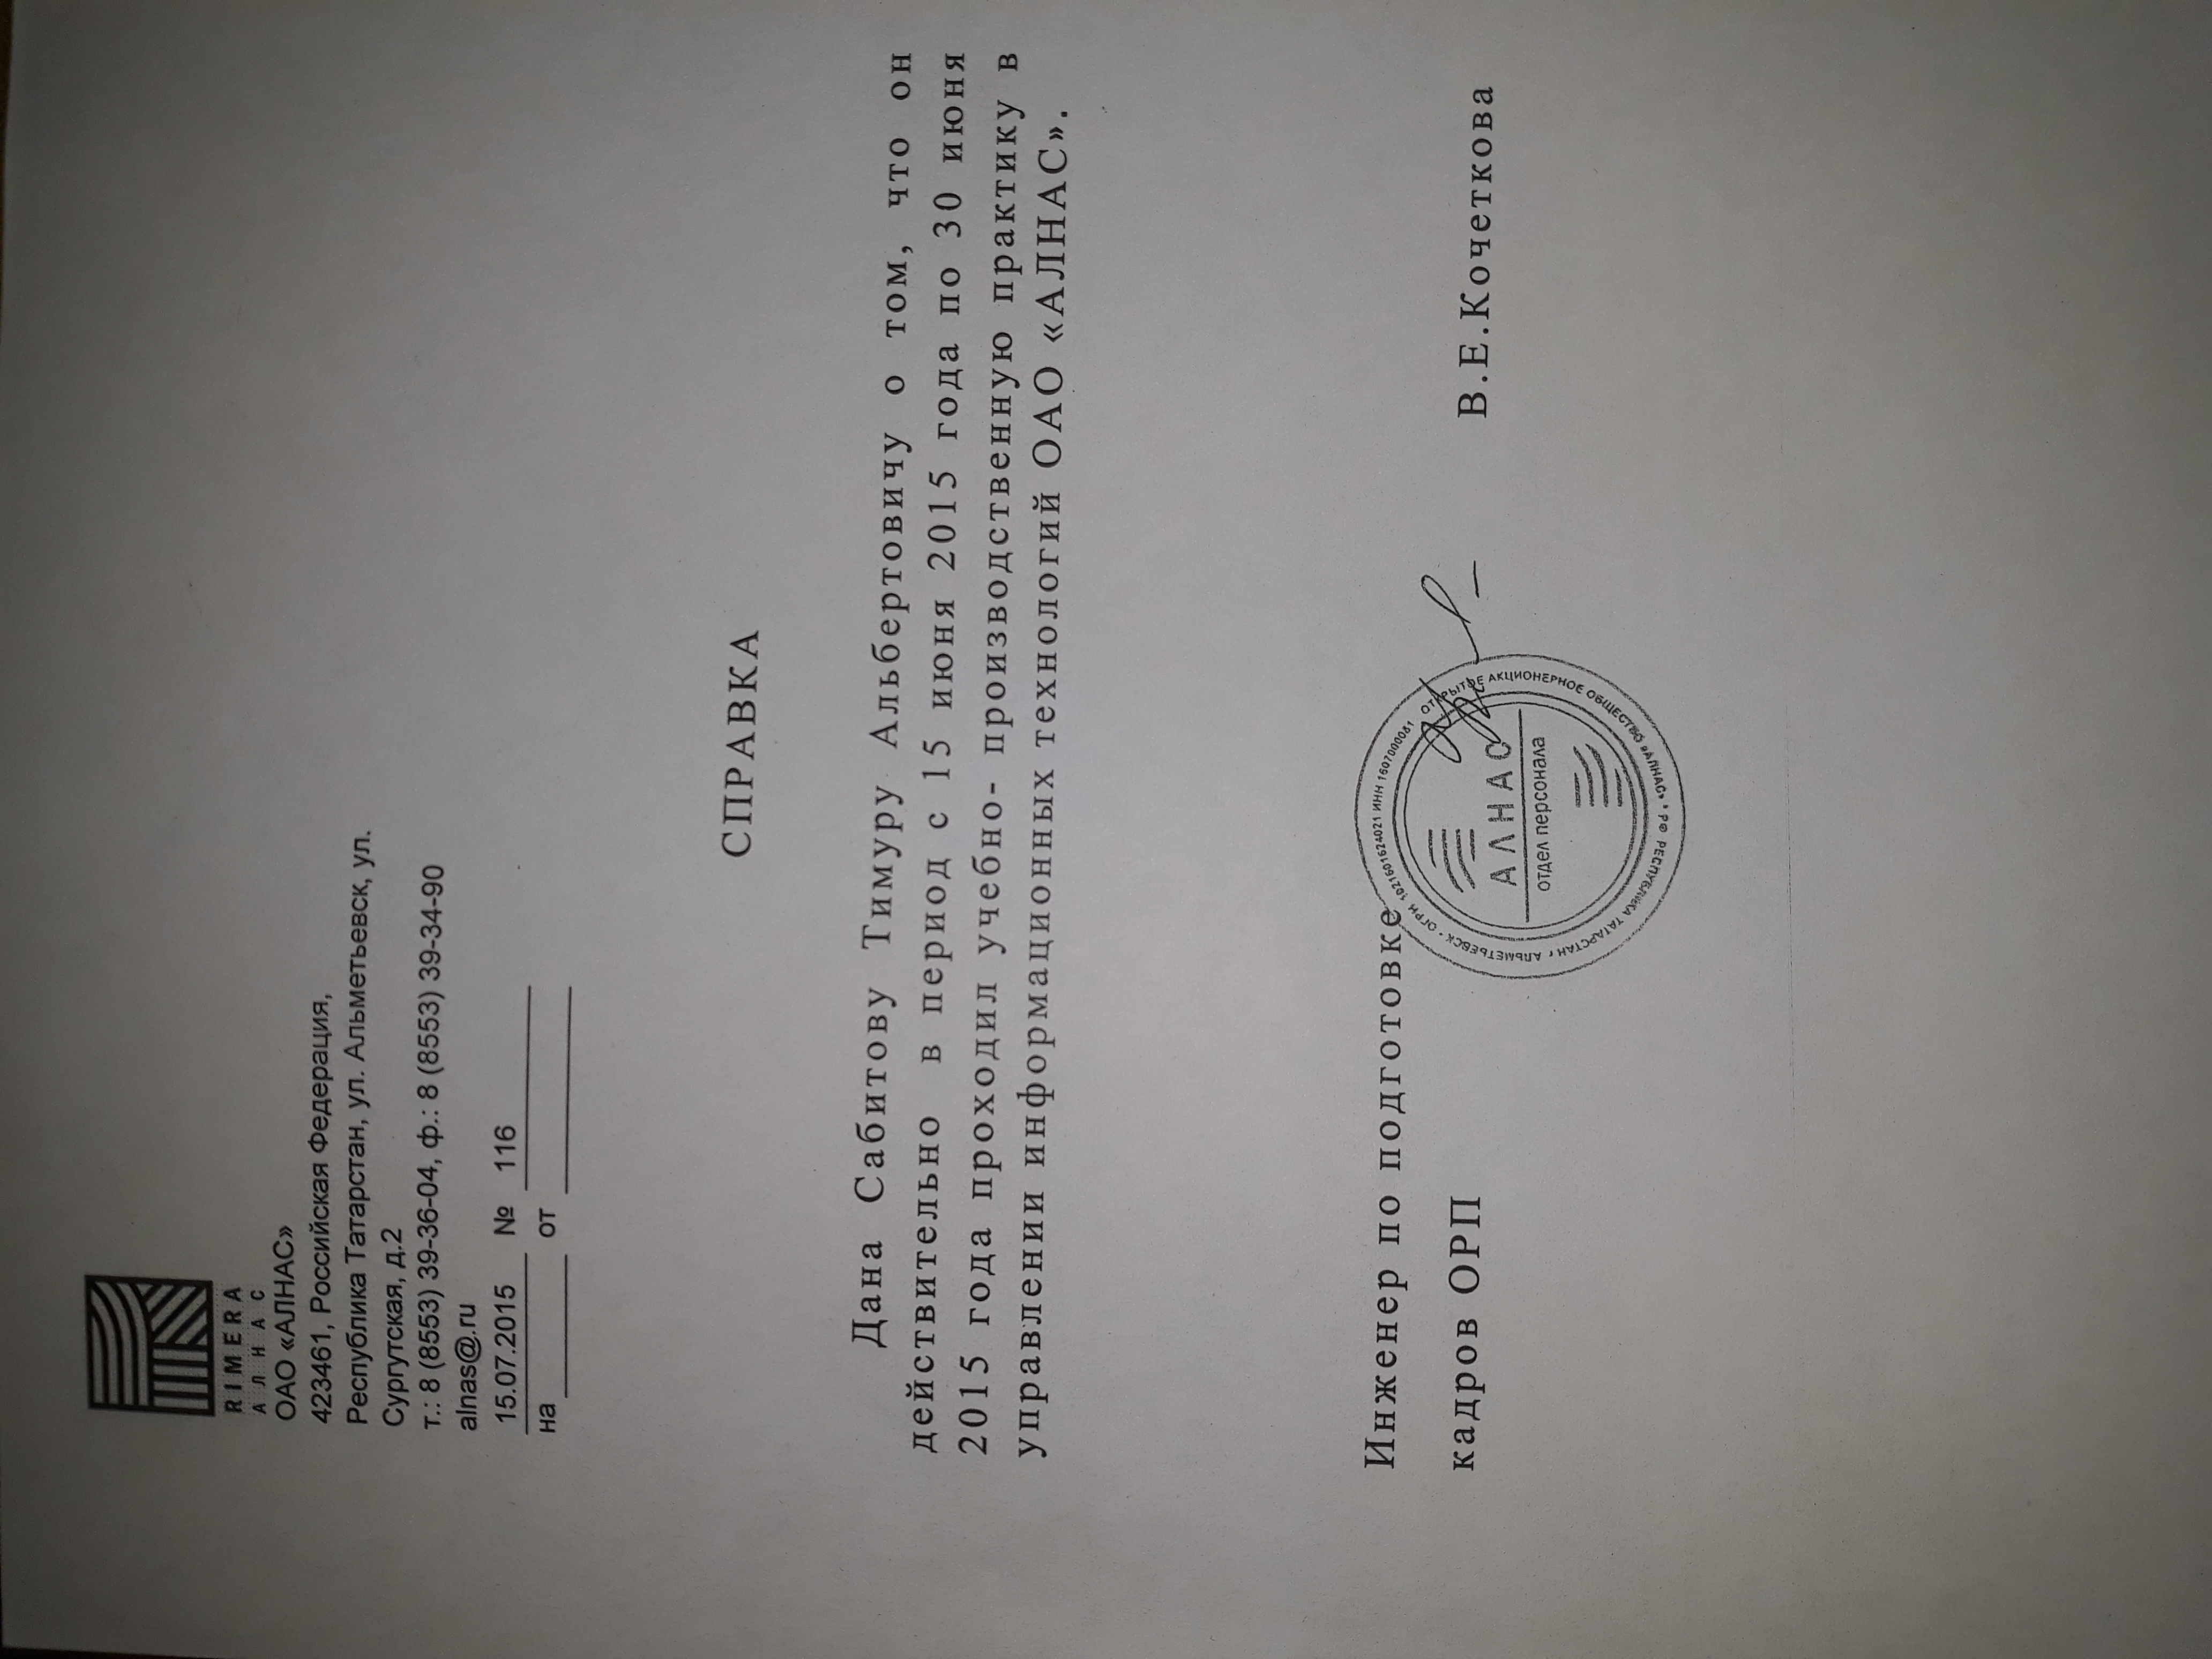 RIMERA
АЛНАС
ОАО «АЛНАС»
423461, Российская Федерация,
Республика Татарстан, ул. Альметьевск, ул.
Сургутская, д.2
т.: 8 (8553) 39-36-04, ф.: 8 (8553) 39-34-90
alnas@.ru
15.07.2015 № 116
на от
СПРАВКА
Дана Сабитову Тимуру Альбертовичу о том, что он
действительно в период с 15 июня 2015 года по 30 июня
2015 года проходил учебно- производственную практику в
управлении информационных технологий ОАО «АЛНАС».
Инженер по подготовке
кадров ОРП
В.Е.Кочеткова
РФ РЕСПУБЛИКА ТАТАРСТАН г АЛЬМЕТЬЕВСК • ОГРН 1021601624021 ИНН 1607000081 ОТКРЫТОЕ АКЦИОНЕРНОЕ ОБЩЕСТВО «АЛНАС» •
АЛНАС
отдел персонала